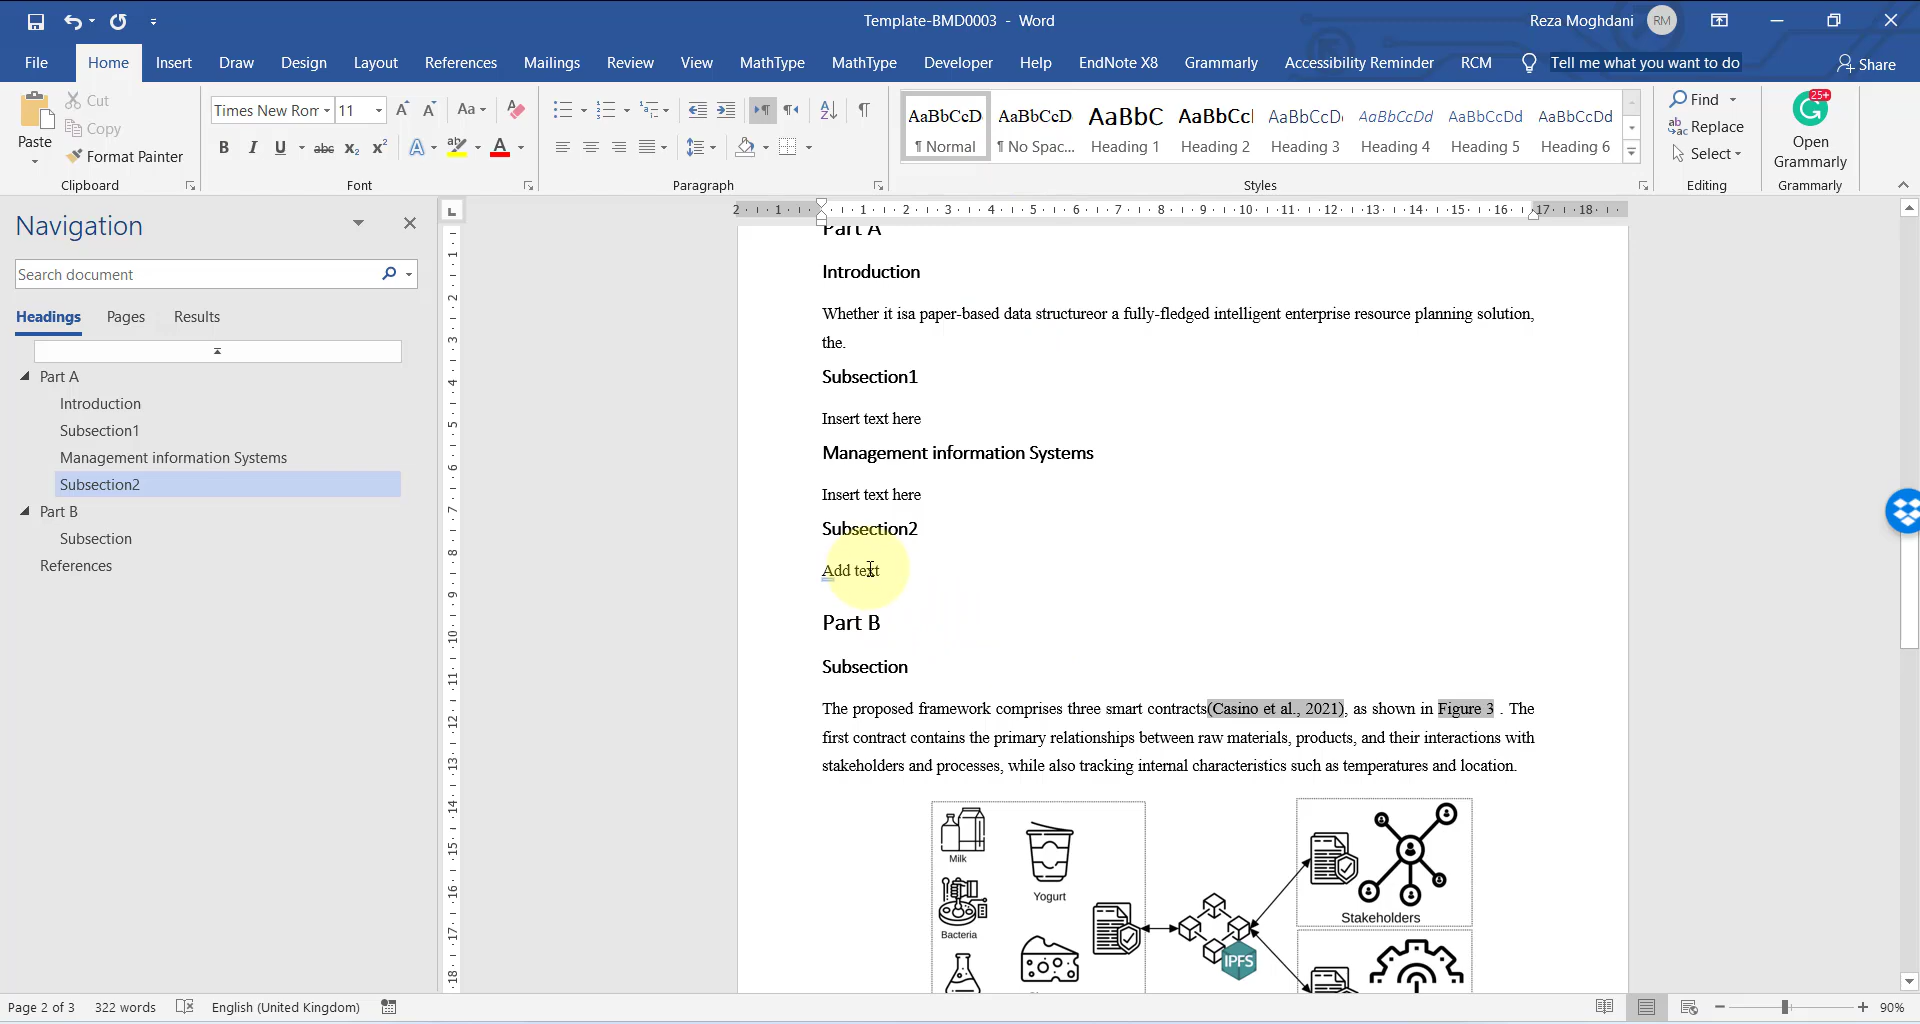 Template-BMD0003 - Word
Reza Moghdani
RM
File
Home
Insert
Draw
Design
Layout
References
Mailings
Review
View
MathType
MathType
Developer
Help
EndNote X8
Grammarly
Accessibility Reminder
RCM
Tell me what you want to do
Share
Paste
Cut
Copy
Format Painter
Clipboard
Times New Ror
11
Aa
B I U abc x₂ x²
Font
Paragraph
AaBbCcD
¶ Normal
AaBbCcD
¶ No Spac...
AaBbC
Heading 1
AaBbCcI
Heading 2
AaBbCcD
Heading 3
AaBbCcDd
Heading 4
AaBbCcDd
Heading 5
AaBbCcDd
Heading 6
Styles
Find
Replace
Select
Editing
25+
Open
Grammarly
Grammarly
Navigation
Search document
Headings
Pages
Results
Part A
Introduction
Subsection1
Management information Systems
Subsection2
Part B
Subsection
References
Part A
Introduction
Whether it isa paper-based data structureor a fully-fledged intelligent enterprise resource planning solution,
the.
Subsection1
Insert text here
Management information Systems
Insert text here
Subsection2
Add text
Part B
Subsection
The proposed framework comprises three smart contracts(Casino et al., 2021), as shown in Figure 3 . The
first contract contains the primary relationships between raw materials, products, and their interactions with
stakeholders and processes, while also tracking internal characteristics such as temperatures and location.
Milk
Yogurt
Bacteria
IPFS
Stakeholders
Page 2 of 3
322 words
English (United Kingdom)
90%